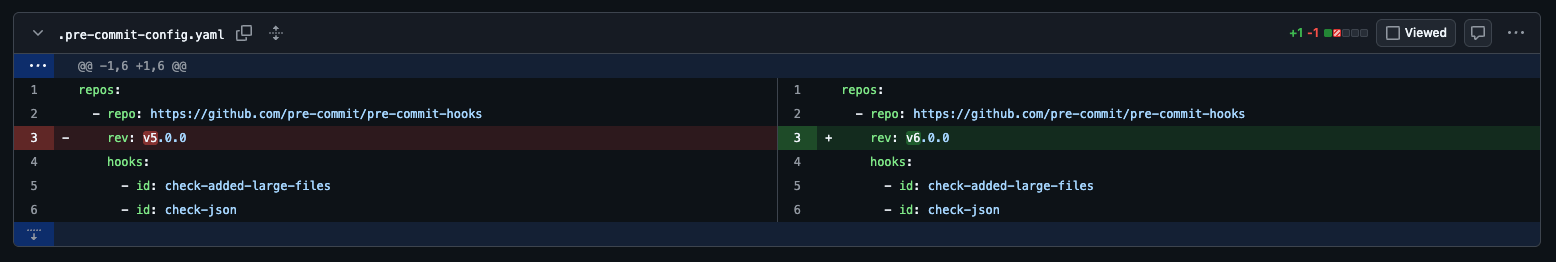 .pre-commit-config.yaml +1 -1 Viewed
@@ -1,6 +1,6 @@
1 repos:
2 - repo: https://github.com/pre-commit/pre-commit-hooks
3 - rev: v5.0.0
4 hooks:
5 - id: check-added-large-files
6 - id: check-json
1 repos:
2 - repo: https://github.com/pre-commit/pre-commit-hooks
3 + rev: v6.0.0
4 hooks:
5 - id: check-added-large-files
6 - id: check-json